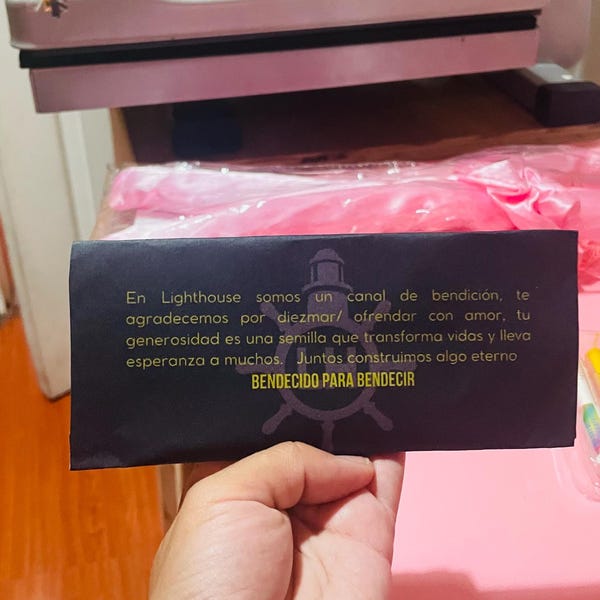 En Lighthouse somos un canal de bendición, te
agradecemos por diezmar/ ofrendar con amor, tu
generosidad es una semilla que transforma vidas y lleva
esperanza a muchos. Juntos construimos algo eterno
BENDECIDO PARA BENDECIR